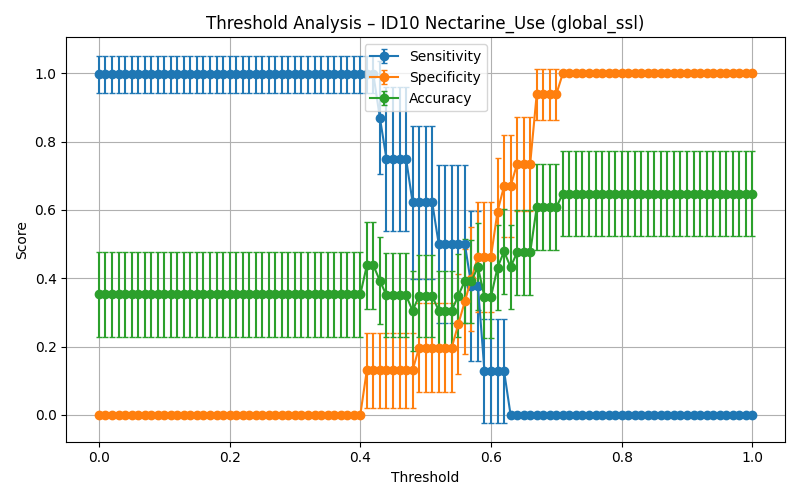 Threshold Analysis – ID10 Nectarine_Use (global_ssl)
Sensitivity
Specificity
Accuracy
Score
1.0
0.8
0.6
0.4
0.2
0.0
0.0 0.2 0.4 0.6 0.8 1.0
Threshold